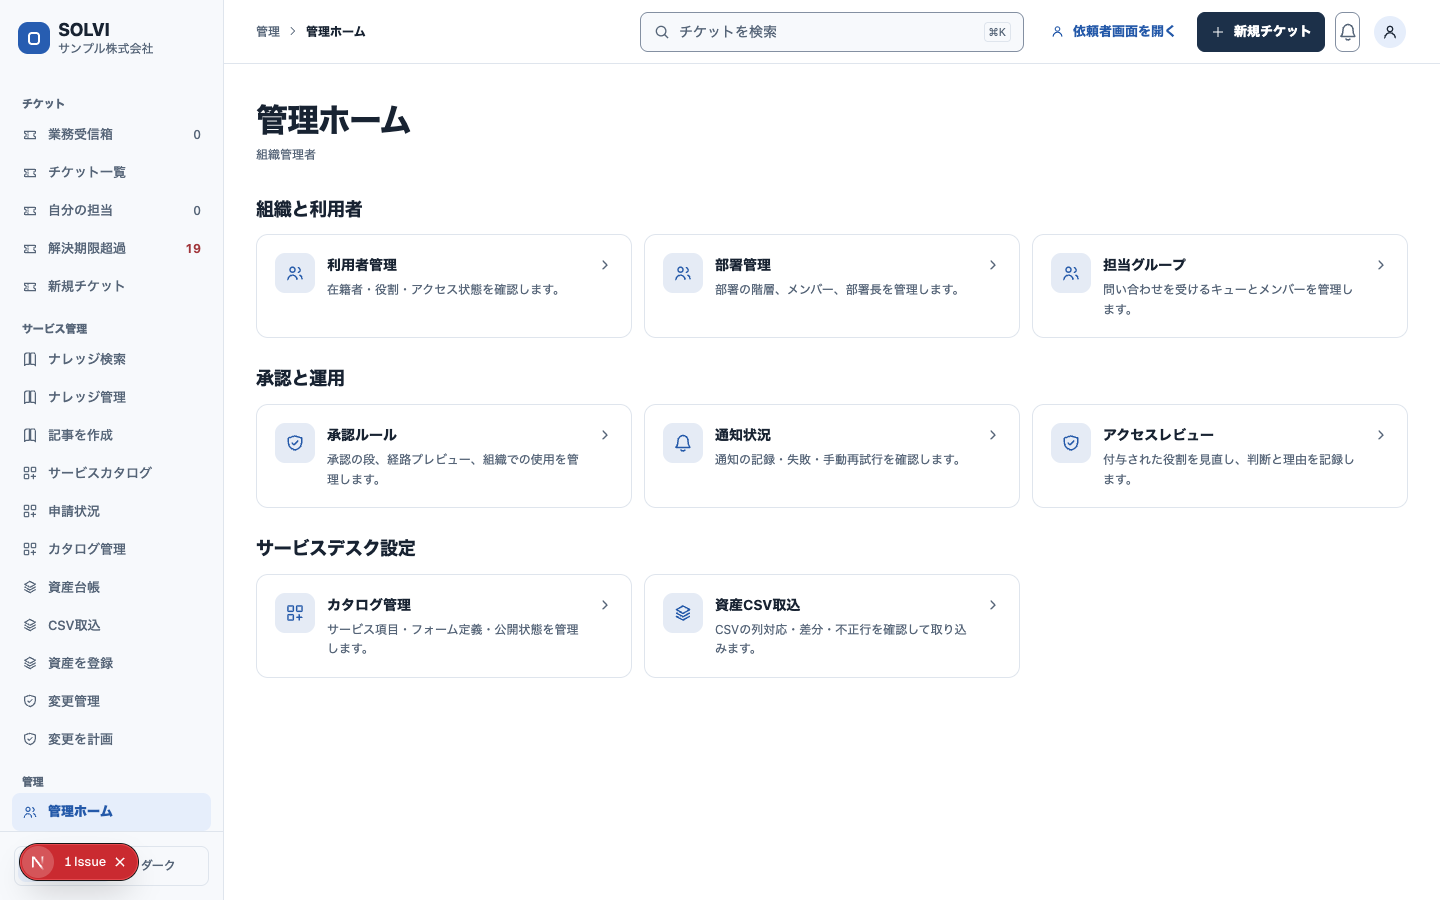 SOLVI
サンプル株式会社
チケット
業務受信箱 0
チケット一覧
自分の担当 0
解決期限超過 19
新規チケット
サービス管理
ナレッジ検索
ナレッジ管理
記事を作成
サービスカタログ
申請状況
カタログ管理
資産台帳
CSV取込
資産を登録
変更管理
変更を計画
管理
管理ホーム
N 1 Issue
ダーク
管理 管理ホーム
チケットを検索 ⌘K
依頼者画面を開く
新規チケット
管理ホーム
組織管理者
組織と利用者
利用者管理
在籍者・役割・アクセス状態を確認します。
部署管理
部署の階層、メンバー、部署長を管理します。
担当グループ
問い合わせを受けるキューとメンバーを管理し
ます。
承認と運用
承認ルール
承認の段、経路プレビュー、組織での使用を管
理します。
通知状況
通知の記録・失敗・手動再試行を確認します。
アクセスレビュー
付与された役割を見直し、判断と理由を記録し
ます。
サービスデスク設定
カタログ管理
サービス項目・フォーム定義・公開状態を管理
します。
資産CSV取込
CSVの列対応・差分・不正行を確認して取り込
みます。